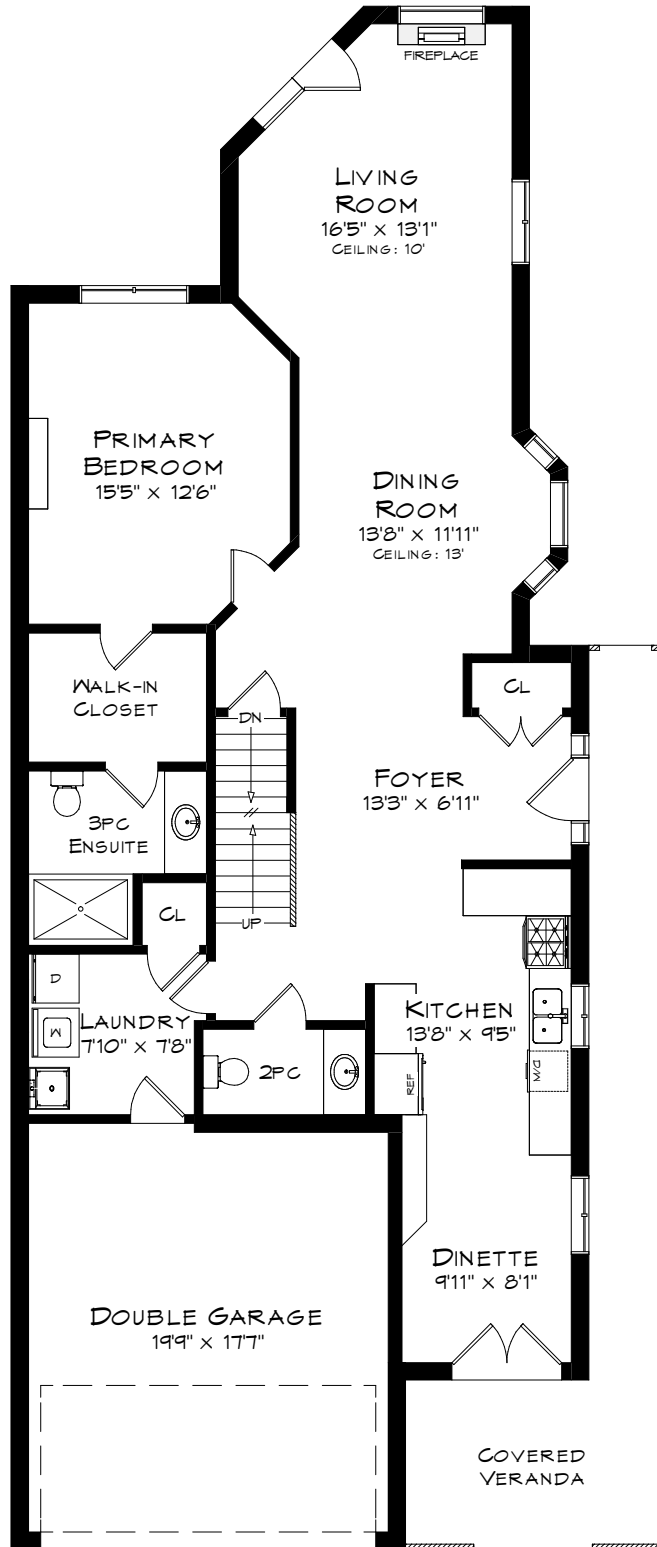 FIREPLACE
LIVING
ROOM
16'5" x 13'1"
CEILING: 10'
PRIMARY
BEDROOM
15'5" x 12'6"
DINING
ROOM
13'8" x 11'11"
CEILING: 13'
WALK-IN
CLOSET
CL
DN
FOYER
13'3" x 6'11"
3PC
ENSUITE
CL
UP
D
W
LAUNDRY
7'10" x 7'8"
KITCHEN
13'8" x 9'5"
2PC
REF
D/W
DINETTE
9'11" x 8'1"
DOUBLE GARAGE
19'9" x 17'7"
COVERED
VERANDA